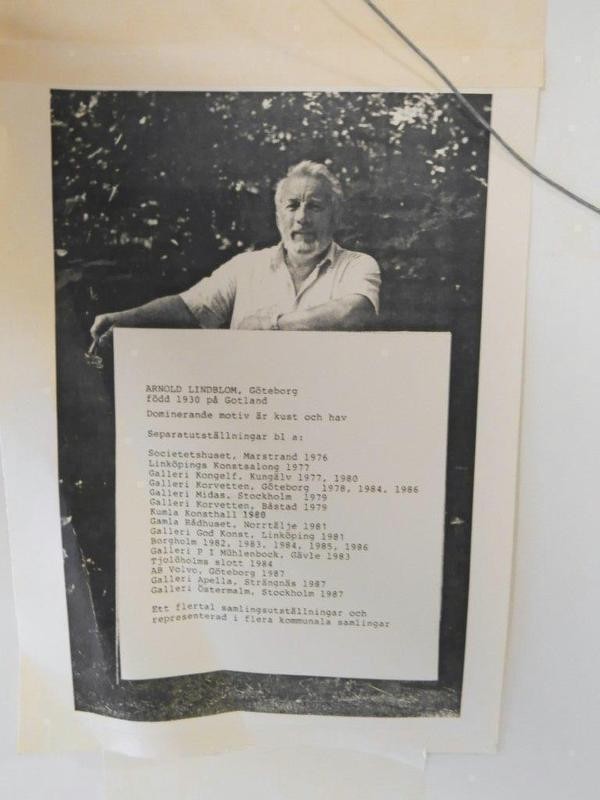 ARNOLD LINDBLOM, Göteborg
född 1930 på Gotland
Dominerande motiv är kust och hav
Separatutställningar bl a:
Societetshuset, Marstrand 1976
Linköpings Konstsalong 1977
Galleri Kongelf, Kungälv 1977, 1980
Galleri Korvetten, Göteborg 1978, 1984, 1986
Galleri Midas, Stockholm 1979
Galleri Korvetten, Båstad 1979
Kumla Konsthall 1980
Gamla Rådhuset, Norrtälje 1981
Galleri God Konst, Linköping 1981
Borgholm 1982, 1983, 1984, 1985, 1986
Galleri P I Mühlenbock, Gävle 1983
Tjolöholms slott 1984
AB Volvo, Göteborg 1987
Galleri Apella, Strängnäs 1987
Galleri Östermalm, Stockholm 1987
Ett flertal samlingsutställningar och
representerad i flera kommunala samlingar